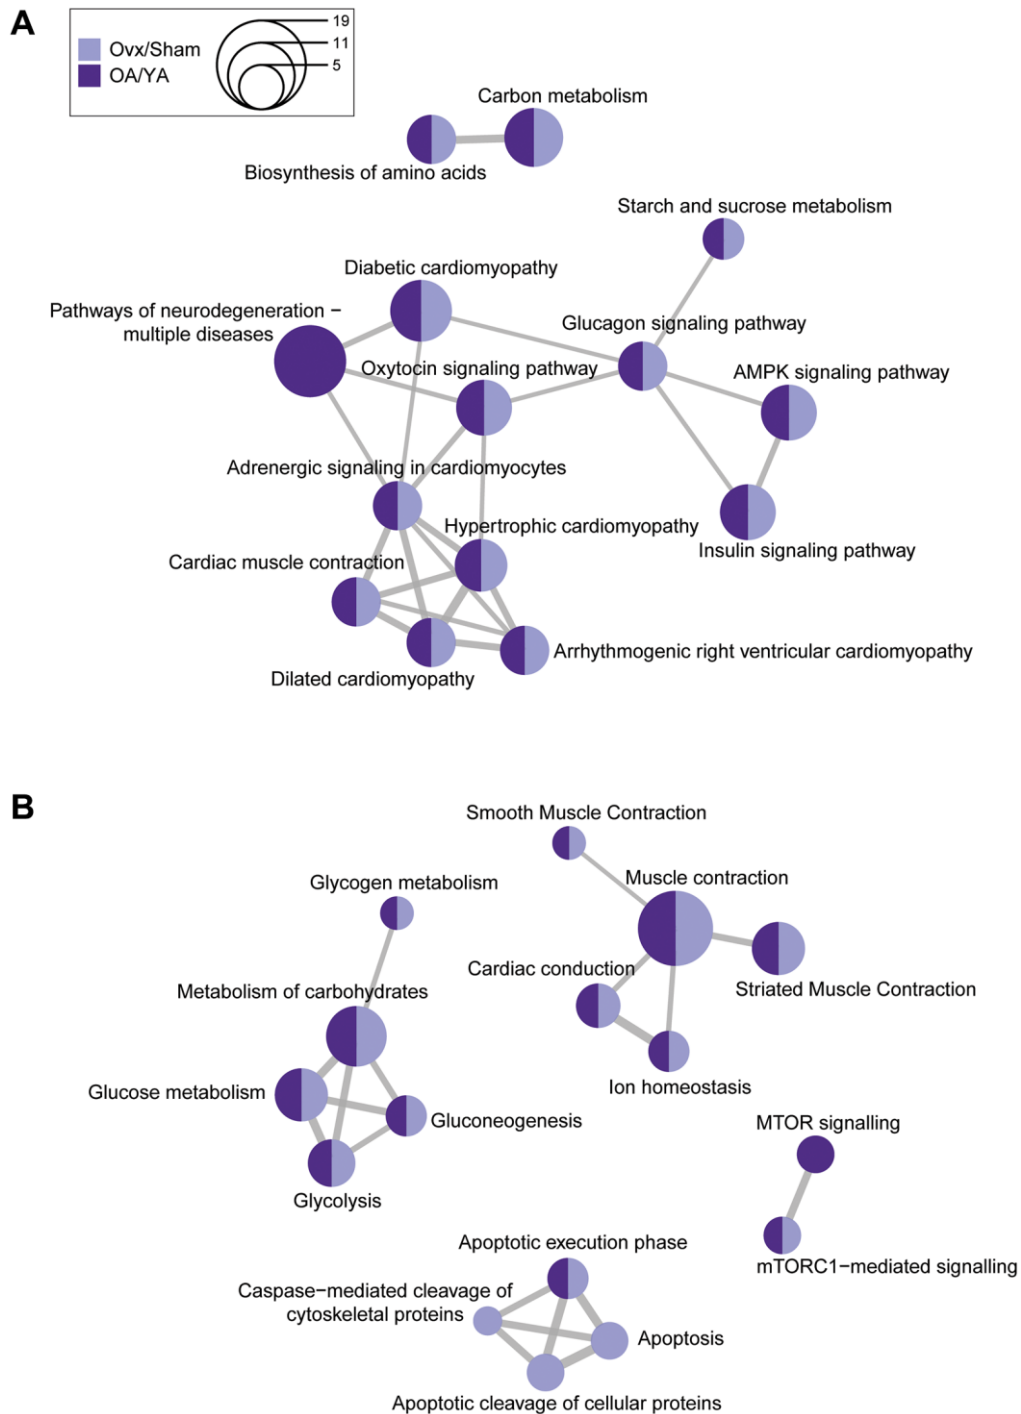 A
19
11
5
Ovx/Sham
OA/YA
Carbon metabolism
Biosynthesis of amino acids
Starch and sucrose metabolism
Diabetic cardiomyopathy
Pathways of neurodegeneration −
multiple diseases
Glucagon signaling pathway
Oxytocin signaling pathway
AMPK signaling pathway
Adrenergic signaling in cardiomyocytes
Hypertrophic cardiomyopathy
Insulin signaling pathway
Cardiac muscle contraction
Arrhythmogenic right ventricular cardiomyopathy
Dilated cardiomyopathy
B
Smooth Muscle Contraction
Muscle contraction
Glycogen metabolism
Cardiac conduction
Striated Muscle Contraction
Metabolism of carbohydrates
Ion homeostasis
Glucose metabolism
Gluconeogenesis
MTOR signalling
Glycolysis
Apoptotic execution phase
mTORC1−mediated signalling
Caspase−mediated cleavage of
cytoskeletal proteins
Apoptosis
Apoptotic cleavage of cellular proteins